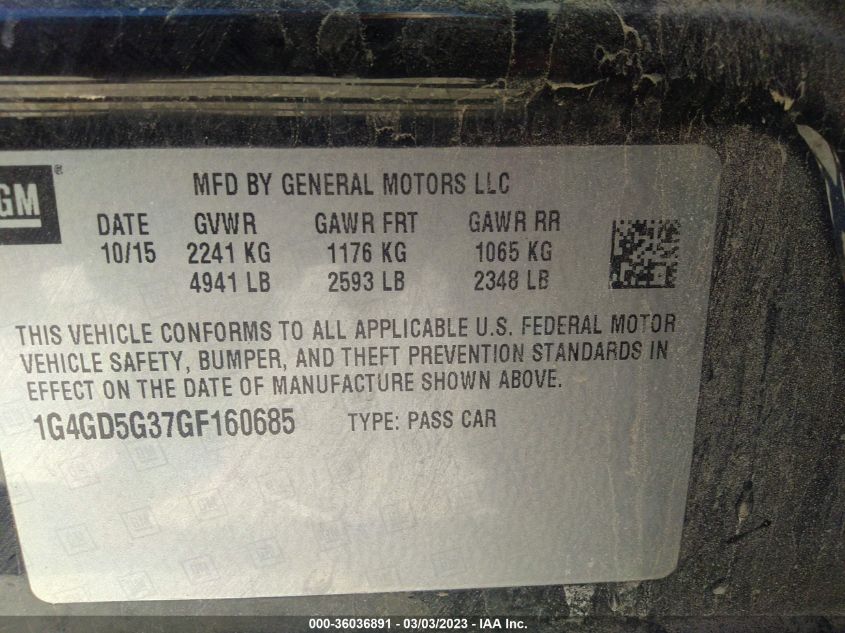 GM ®
MFD BY GENERAL MOTORS LLC
DATE GVWR GAWR FRT GAWR RR
10/15 2241 KG 1176 KG 1065 KG
4941 LB 2593 LB 2348 LB
THIS VEHICLE CONFORMS TO ALL APPLICABLE U.S. FEDERAL MOTOR
VEHICLE SAFETY, BUMPER, AND THEFT PREVENTION STANDARDS IN
EFFECT ON THE DATE OF MANUFACTURE SHOWN ABOVE.
1G4GD5G37GF160685 TYPE: PASS CAR
000-36036891 - 03/03/2023 - IAA Inc.